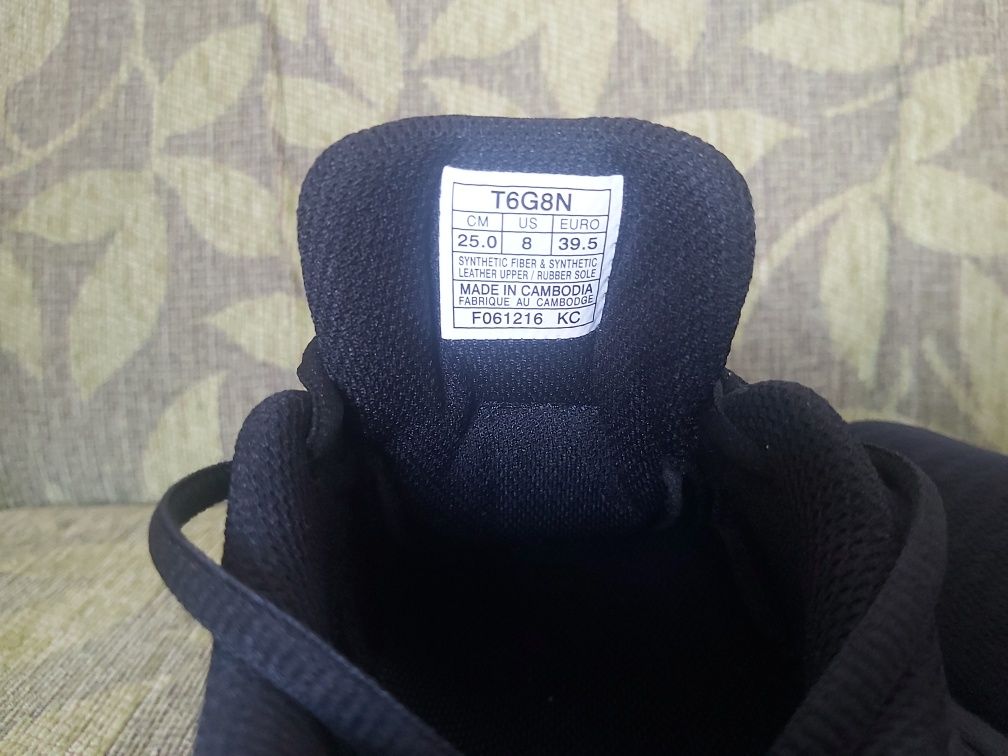 T6G8N
CM US EURO
25.0 8 39.5
SYNTHETIC FIBER & SYNTHETIC
LEATHER UPPER / RUBBER SOLE
MADE IN CAMBODIA
FABRIQUE AU CAMBODGE
F061216 KC